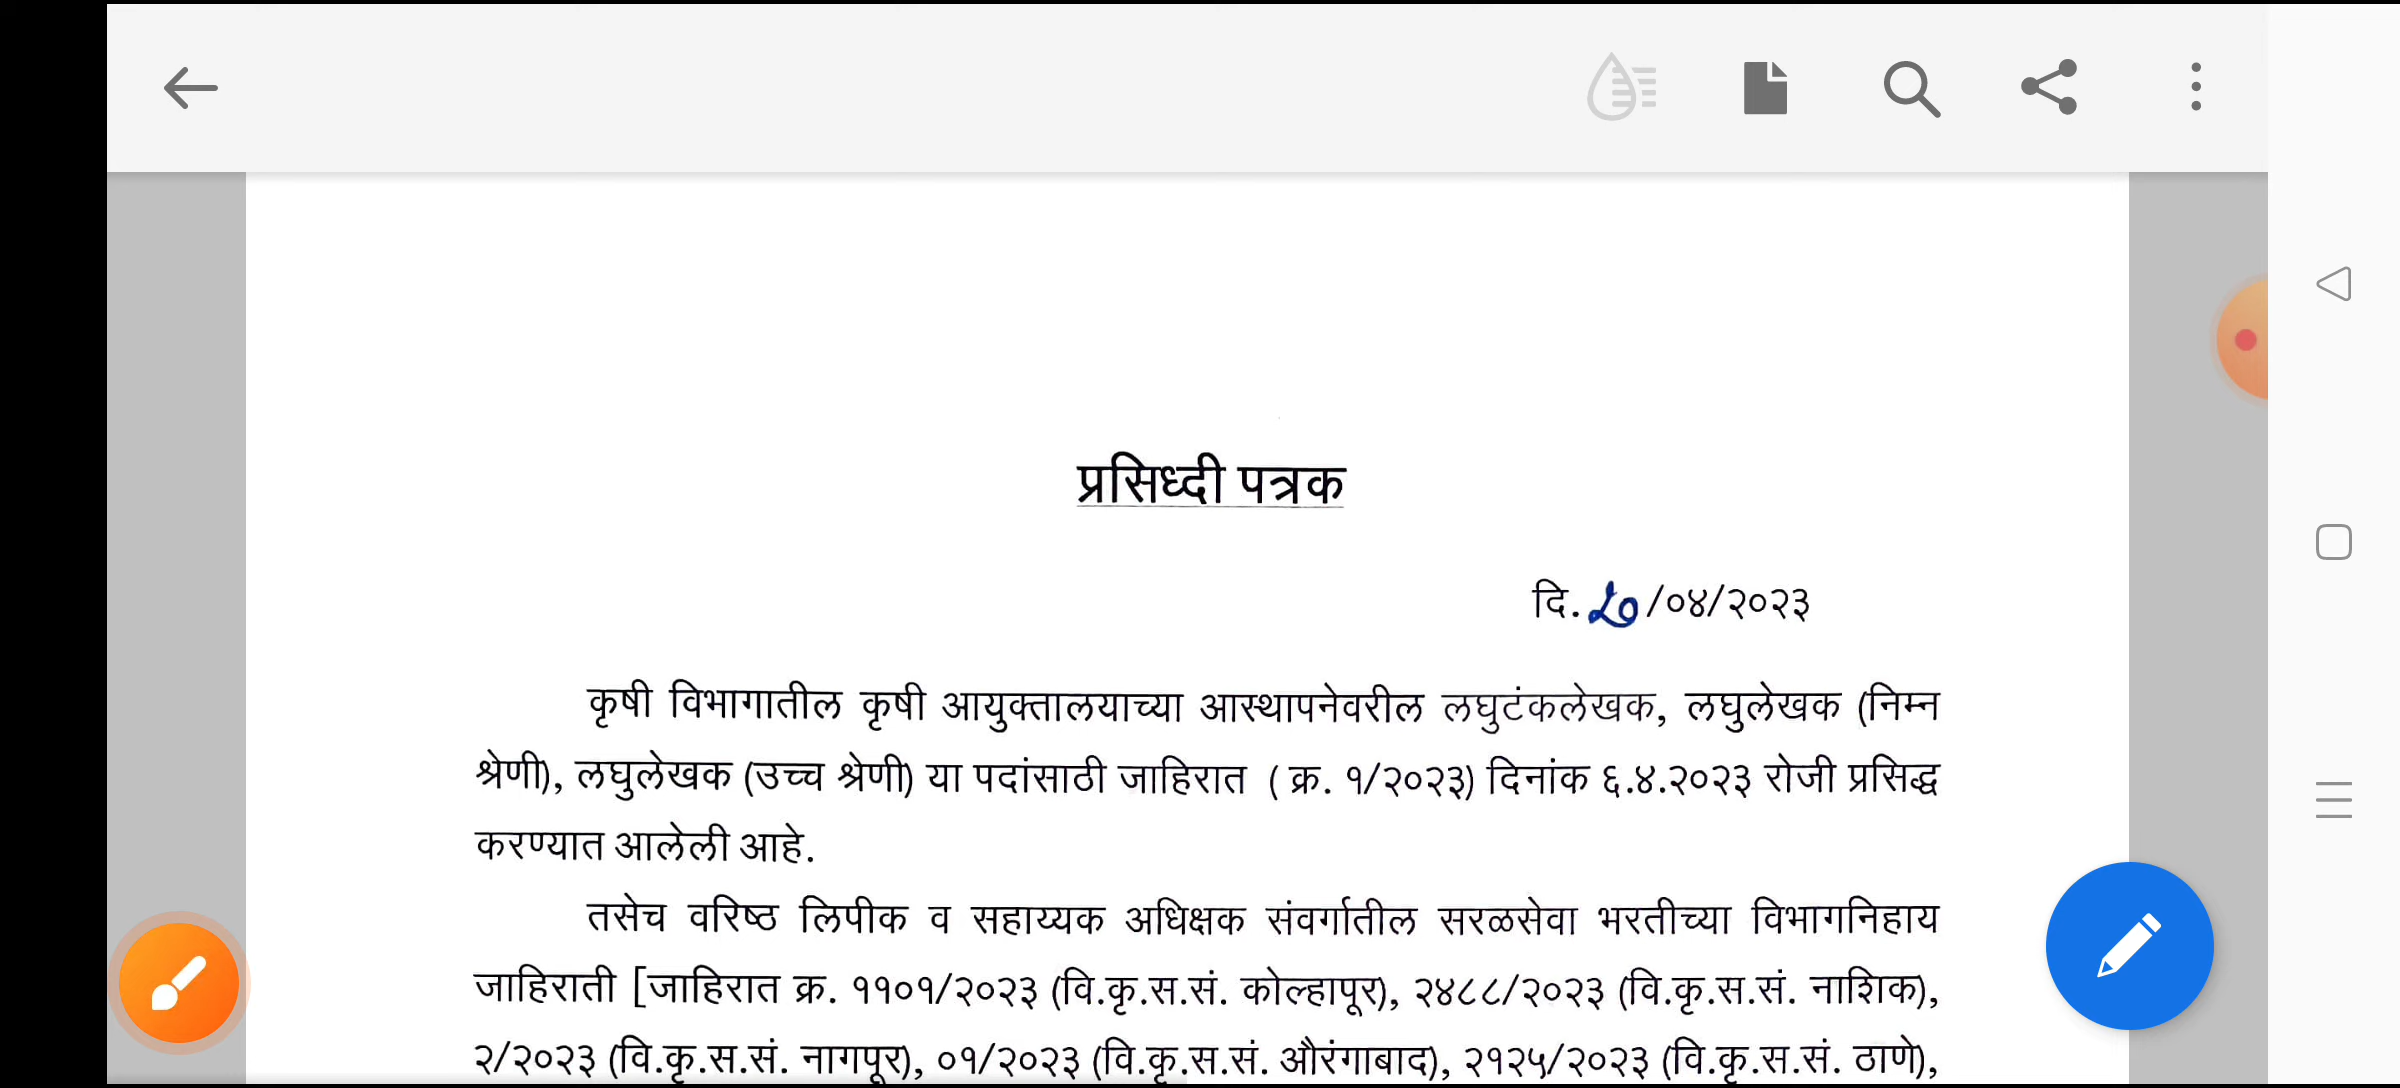 प्रसिध्दी पत्रक
दि.२०/०४/२०२३
कृषी विभागातील कृषी आयुक्तालयाच्या आस्थापनेवरील लघुटंकलेखक, लघुलेखक (निम्न
श्रेणी), लघुलेखक (उच्च श्रेणी) या पदांसाठी जाहिरात ( क्र. १/२०२३) दिनांक ६.४.२०२३ रोजी प्रसिद्ध
करण्यात आलेली आहे.
तसेच वरिष्ठ लिपीक व सहाय्यक अधिक्षक संवर्गातील सरळसेवा भरतीच्या विभागनिहाय
जाहिराती [जाहिरात क्र. ११०१/२०२३ (वि.कृ.स.सं. कोल्हापूर), २४८८/२०२३ (वि.कृ.स.सं. नाशिक),
२/२०२३ (वि.कृ.स.सं. नागपूर), ०१/२०२३ (वि.कृ.स.सं. औरंगाबाद), २१२५/२०२३ (वि.कृ.स.सं. ठाणे),